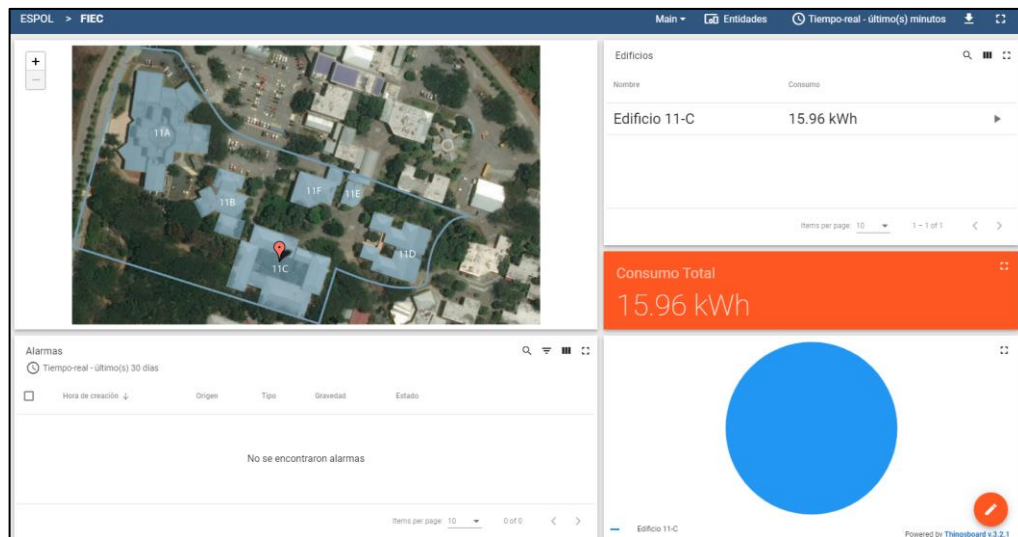 ESPOL > FIEC
Main
Entidades
Tiempo-real - último(s) minutos
+
11A
11B
11F
11E
11D
11C
Edificios
Nombre Consumo
Edificio 11-C 15.96 kWh
Items per page: 10 1 – 1 of 1
Consumo Total
15.96 kWh
Alarmas
Tiempo-real - último(s) 30 días
Hora de creación ↓ Origen Tipo Gravedad Estado
No se encontraron alarmas
Items per page: 10 0 of 0
Edificio 11-C
Powered by Thingsboard v.3.2.1